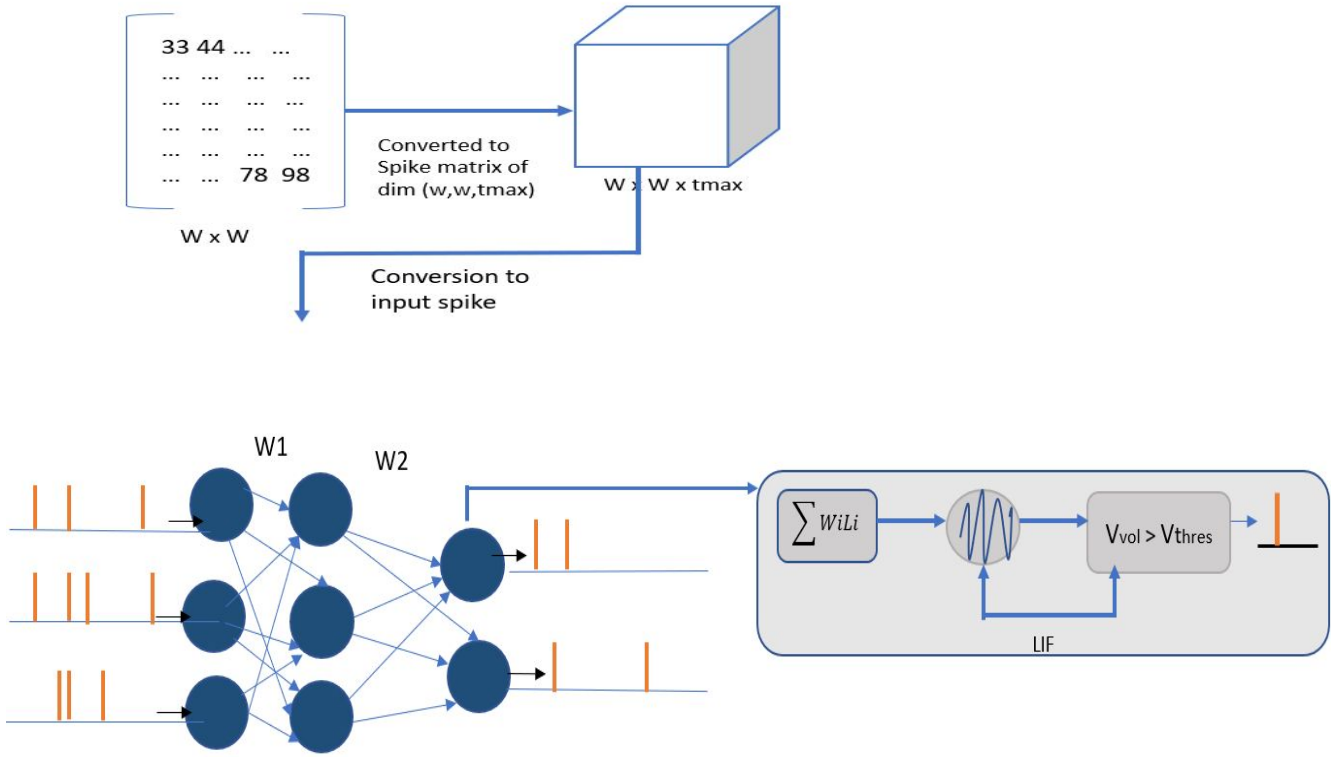 33 44 ... ...
... ... ... ...
... ... ... ...
... ... ... ...
... ... ... ...
... ... 78 98
W x W
Converted to
Spike matrix of
dim (w,w,tmax)
W x W x tmax
Conversion to
input spike
W1
W2
∑ WiLi
Vvol > Vthres
LIF